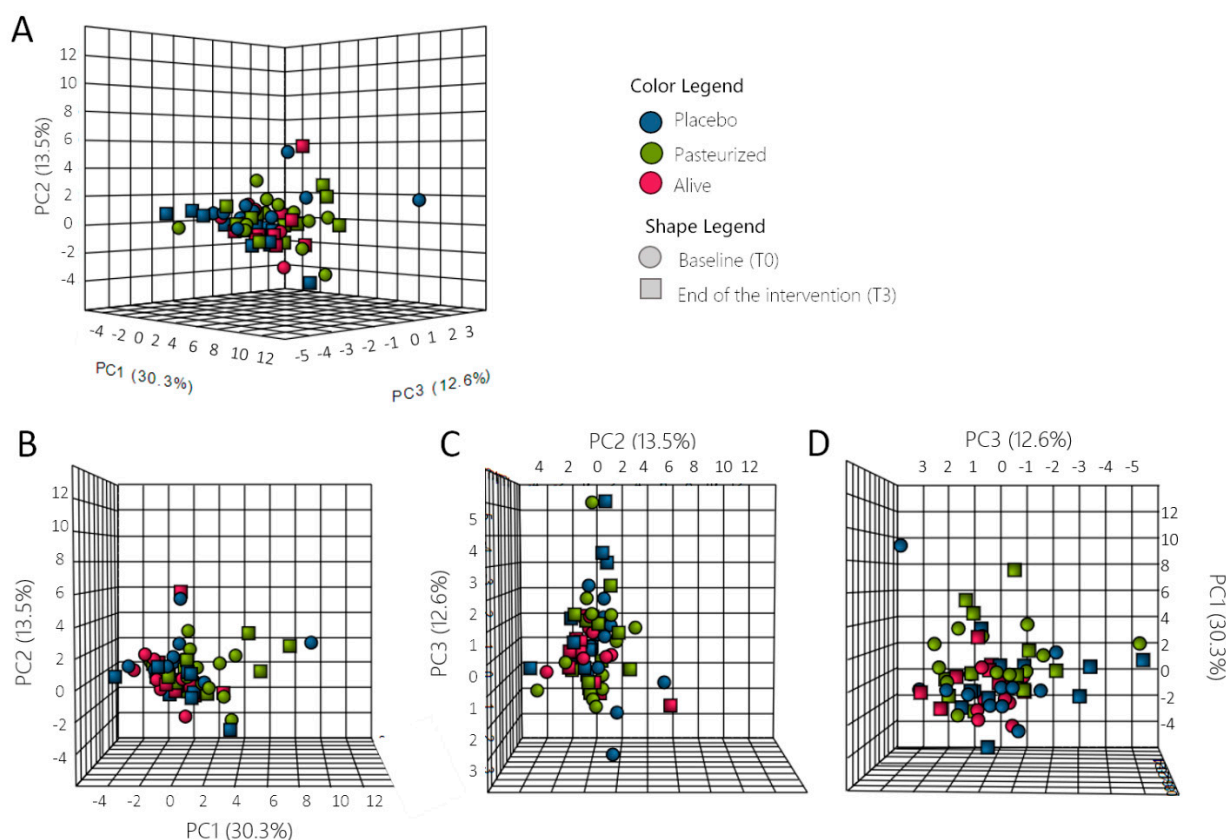 A
12
10
8
6
4
2
0
-2
-4
PC2 (13.5%)
-4 -2 0 2 4 6 8 10 12
PC1 (30.3%)
-5 -4 -3 -2 -1 0 1 2 3
PC3 (12.6%)
Color Legend
Placebo
Pasteurized
Alive
Shape Legend
Baseline (T0)
End of the intervention (T3)
B
12
10
8
6
4
2
0
-2
-4
PC2 (13.5%)
-4 -2 0 2 4 6 8 10 12
PC1 (30.3%)
C
PC2 (13.5%)
4 2 0 2 4 6 8 10 12
5
4
3
2
1
0
1
2
3
PC3 (12.6%)
D
PC3 (12.6%)
3 2 1 0 -1 -2 -3 -4 -5
12
10
8
6
4
2
0
-2
-4
PC1 (30.3%)